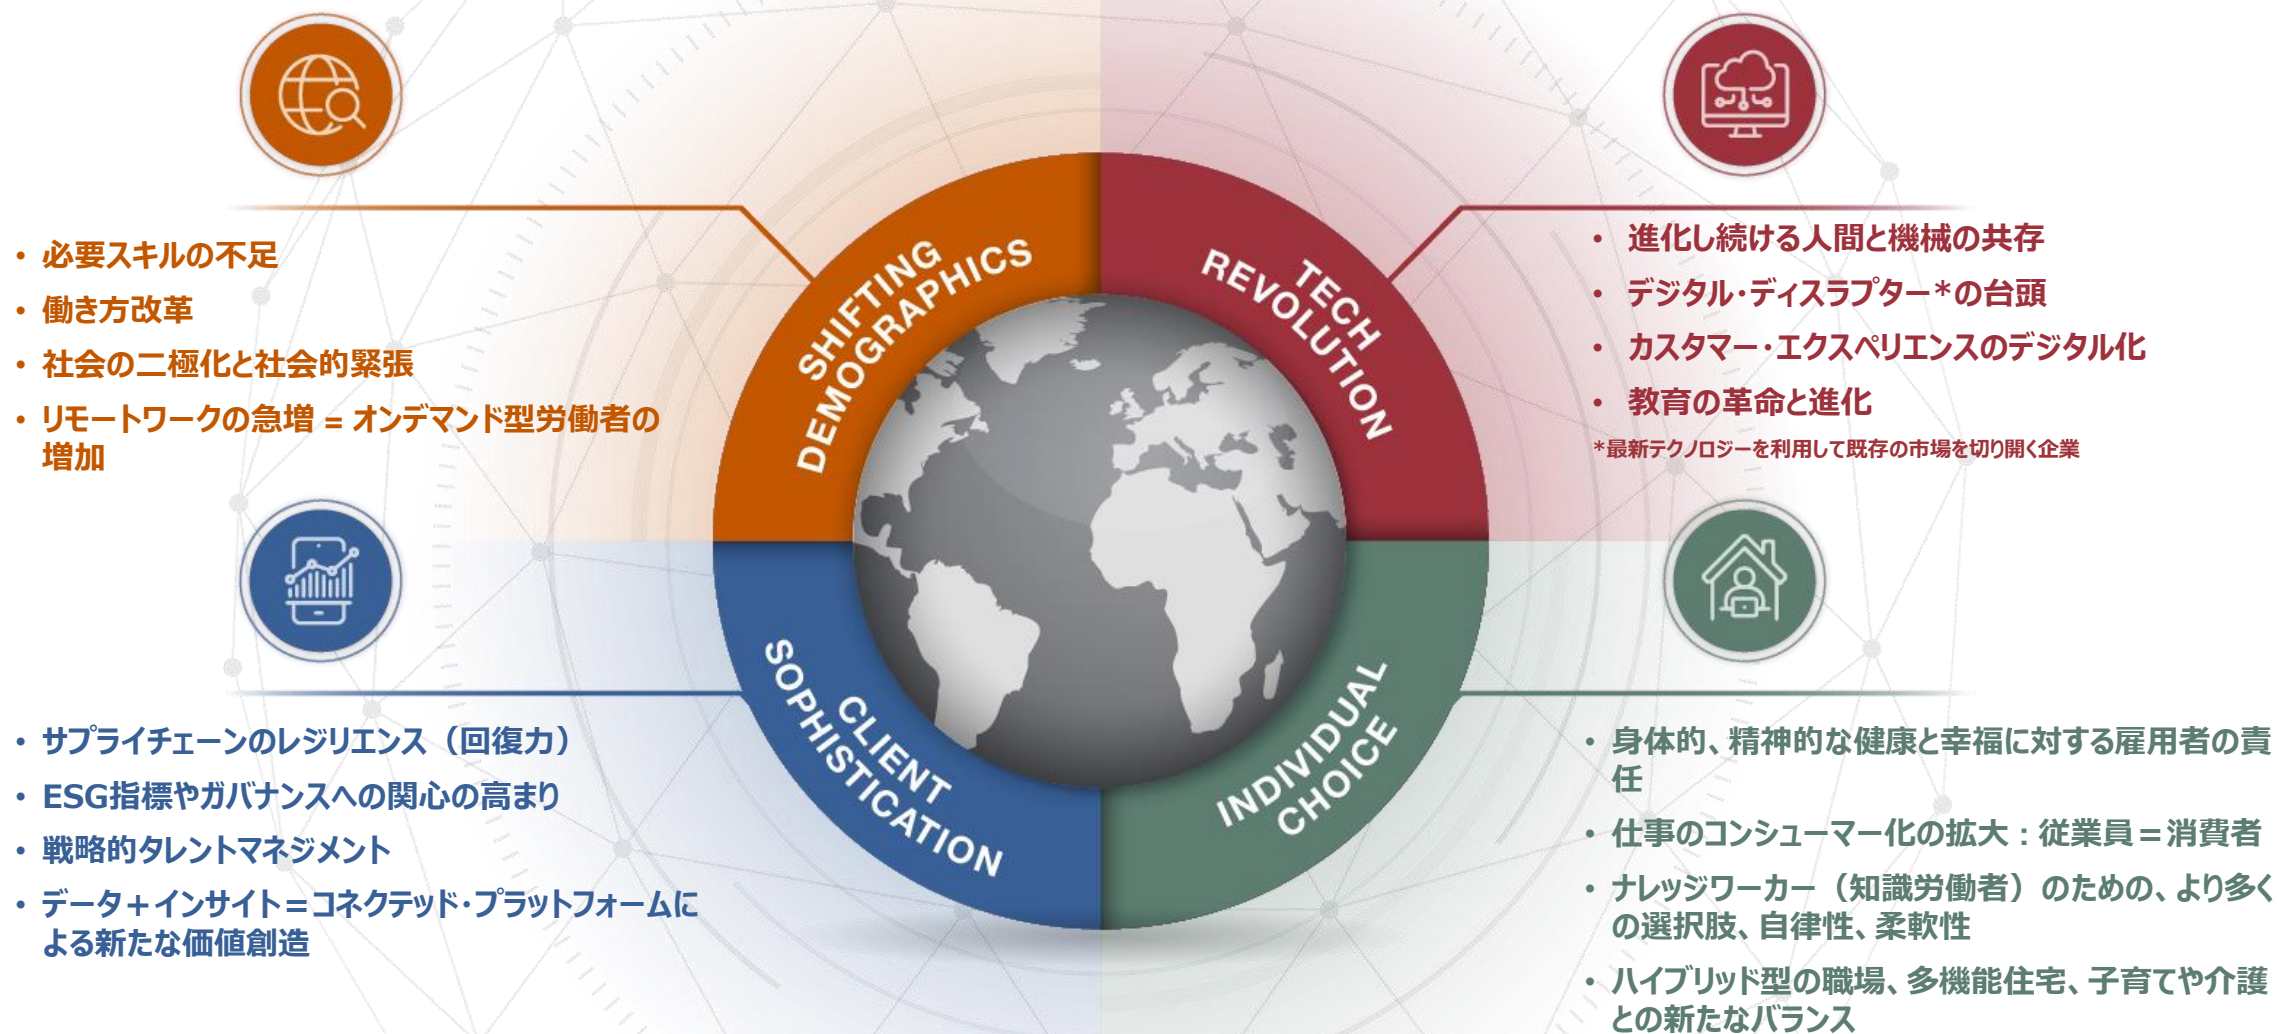 SHIFTING
DEMOGRAPHICS
• 必要スキルの不足
• 働き方改革
• 社会の二極化と社会的緊張
• リモートワークの急増 = オンデマンド型労働者の
増加
TECH
REVOLUTION
• 進化し続ける人間と機械の共存
• デジタル・ディスラプター*の台頭
• カスタマー・エクスペリエンスのデジタル化
• 教育の革命と進化
*最新テクノロジーを利用して既存の市場を切り開く企業
CLIENT
SOPHISTICATION
• サプライチェーンのレジリエンス（回復力）
• ESG指標やガバナンスへの関心の高まり
• 戦略的タレントマネジメント
• データ＋インサイト＝コネクテッド・プラットフォームに
よる新たな価値創造
INDIVIDUAL
CHOICE
• 身体的、精神的な健康と幸福に対する雇用者の責
任
• 仕事のコンシューマー化の拡大：従業員＝消費者
• ナレッジワーカー（知識労働者）のための、より多く
の選択肢、自律性、柔軟性
• ハイブリッド型の職場、多機能住宅、子育てや介護
との新たなバランス